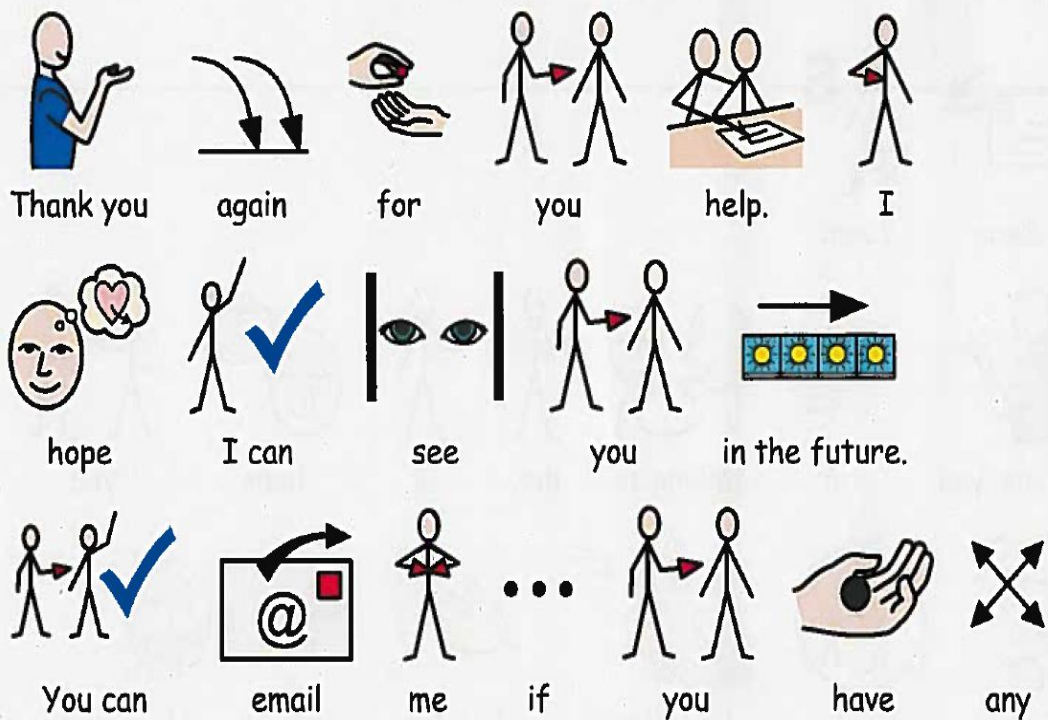 Thank you again for you help. I
hope I can see you in the future.
You can email me if you have any